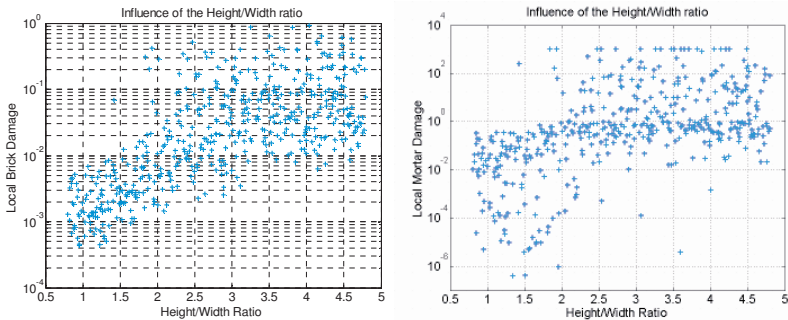 Influence of the Height/Width ratio
10^0
10^-1
10^-2
10^-3
10^-4
Local Brick Damage
0.5 1 1.5 2 2.5 3 3.5 4 4.5 5
Height/Width Ratio
Influence of the Height/Width ratio
10^4
10^2
10^0
10^-2
10^-4
10^-6
Local Mortar Damage
0.5 1 1.5 2 2.5 3 3.5 4 4.5 5
Height/Width Ratio